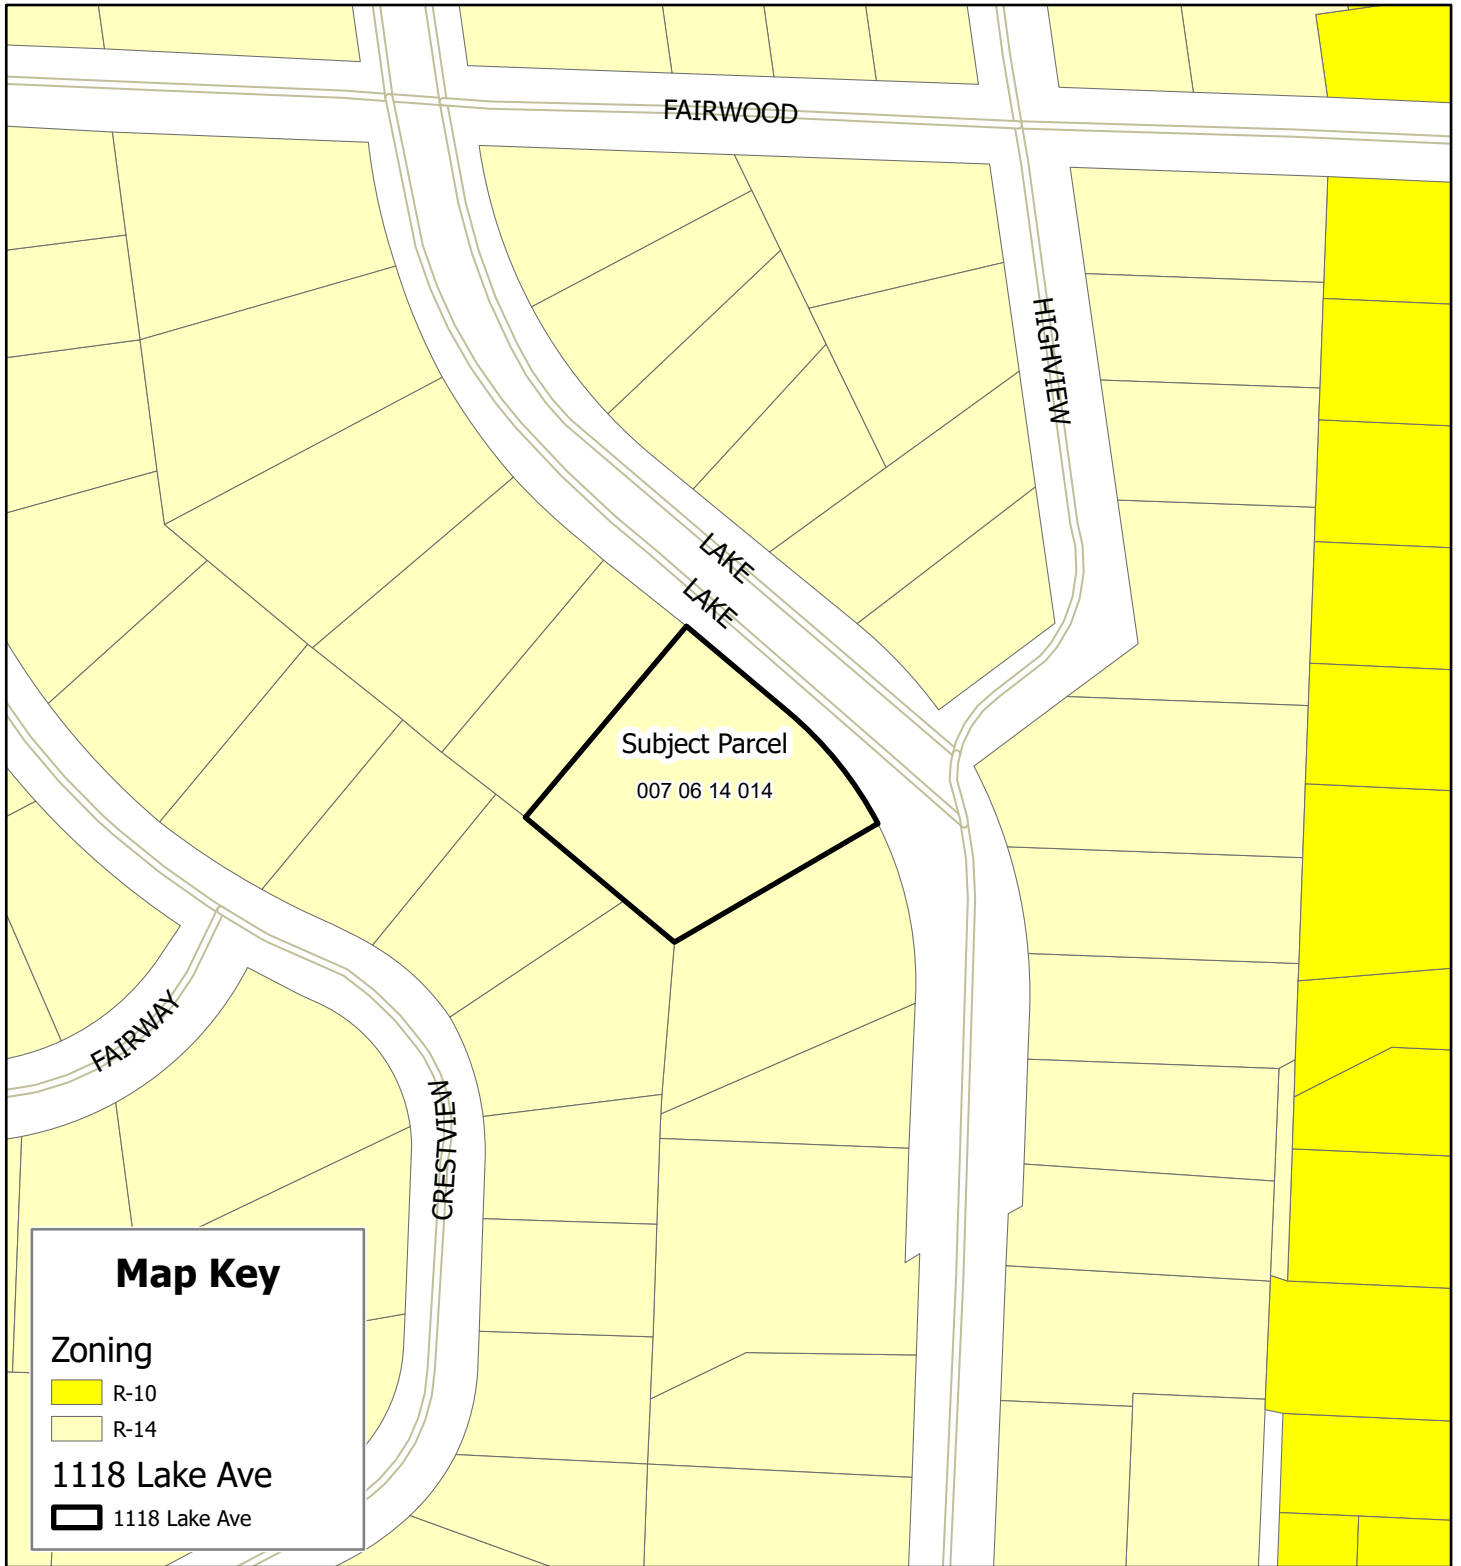 FAIRWOOD
HIGHVIEW
LAKE
LAKE
Subject Parcel
007 06 14 014
FAIRWAY
CRESTVIEW
Map Key
Zoning
R-10
R-14
1118 Lake Ave
1118 Lake Ave